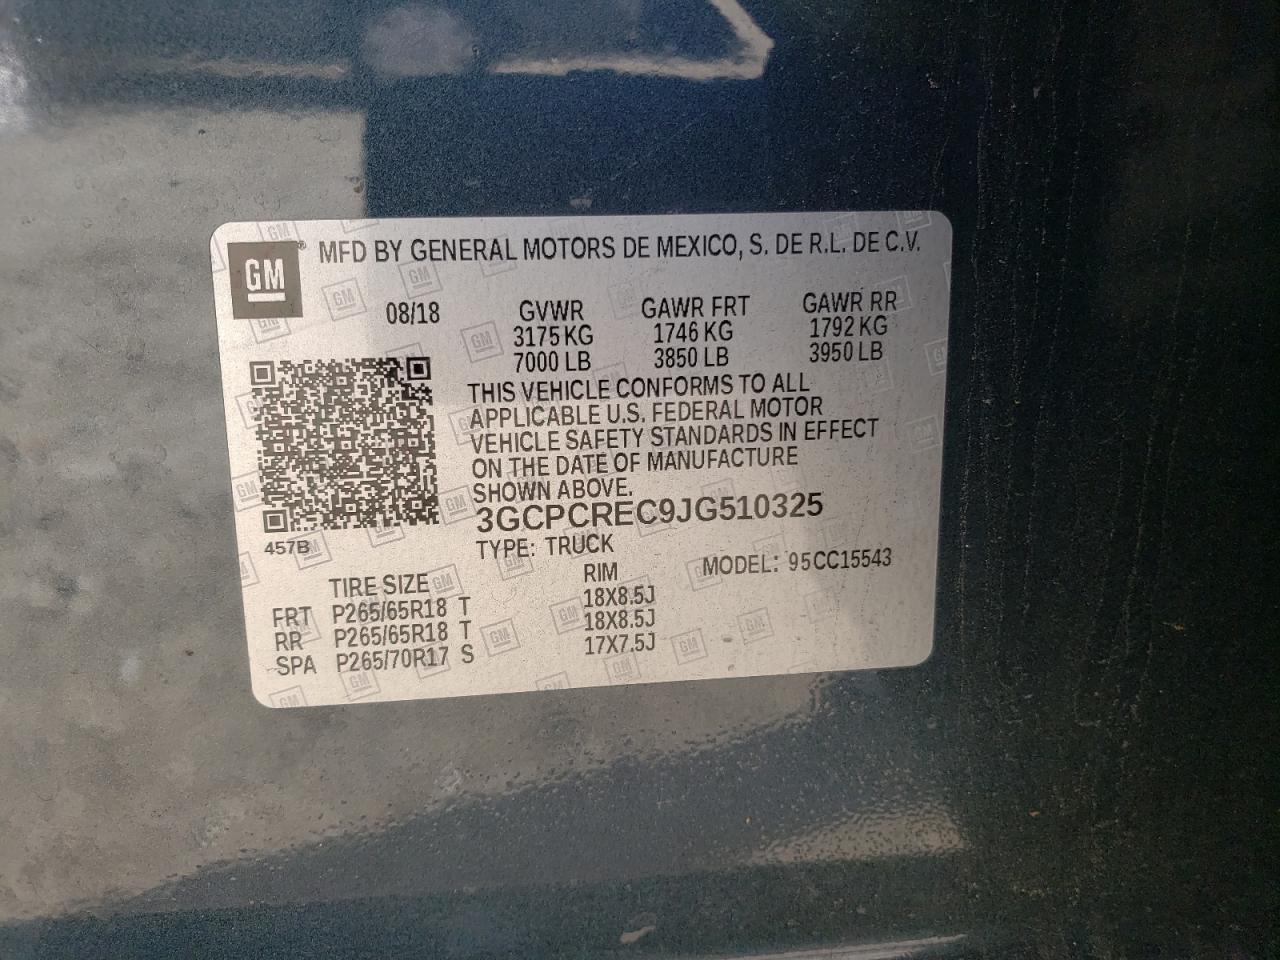 GM® MFD BY GENERAL MOTORS DE MEXICO, S. DE R.L. DE C.V.
08/18 GVWR GAWR FRT GAWR RR
3175 KG 1746 KG 1792 KG
7000 LB 3850 LB 3950 LB
THIS VEHICLE CONFORMS TO ALL
APPLICABLE U.S. FEDERAL MOTOR
VEHICLE SAFETY STANDARDS IN EFFECT
ON THE DATE OF MANUFACTURE
SHOWN ABOVE.
3GCPCREC9JG510325
457B TYPE: TRUCK MODEL: 95CC15543
TIRE SIZE RIM
FRT P265/65R18 T 18X8.5J
RR P265/65R18 T 18X8.5J
SPA P265/70R17 S 17X7.5J